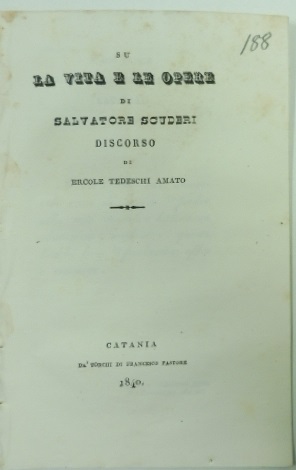 188
SU
LA VITA E LE OPERE
DI
SALVATORE SCUDERI
DISCORSO
DI
ERCOLE TEDESCHI AMATO
CATANIA
DA' TORCHI DI FRANCESCO PASTORE
1840.